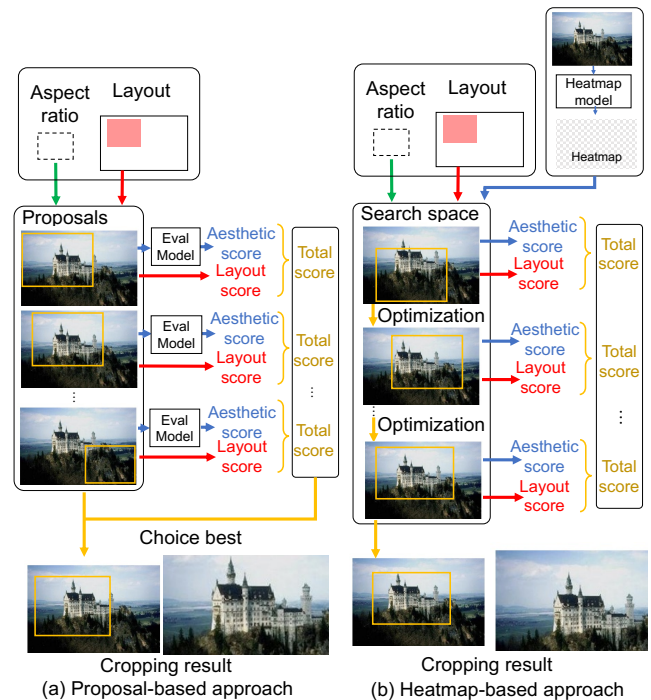 Aspect
ratio
Layout
Proposals
Eval
Model
Aesthetic
score
Layout
score
Total
score
Eval
Model
Aesthetic
score
Layout
score
Total
score
...
...
Eval
Model
Aesthetic
score
Layout
score
Total
score
Choice best
Cropping result
(a) Proposal-based approach
Aspect
ratio
Layout
Heatmap
model
Heatmap
Search space
Aesthetic
score
Layout
score
Total
score
Optimization
Aesthetic
score
Layout
score
Total
score
...
...
Optimization
Aesthetic
score
Layout
score
Total
score
Cropping result
(b) Heatmap-based approach